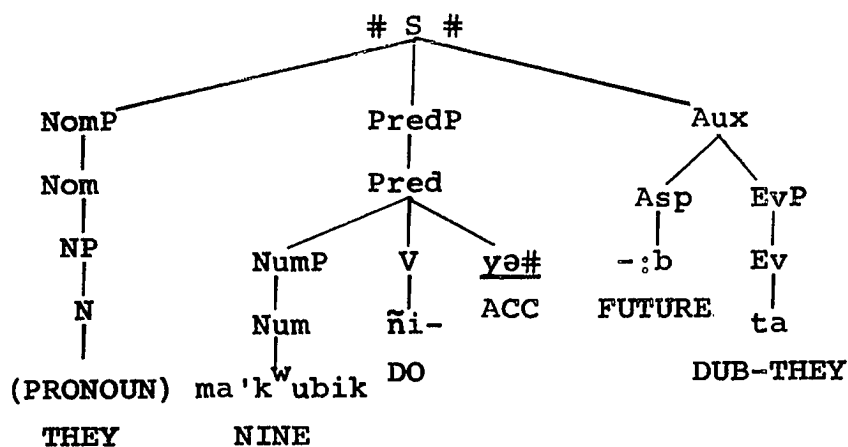 # S #
NomP PredP Aux
Nom Pred Asp EvP
NP NumP V yə# -:b Ev
N Num ñi- ACC FUTURE ta
(PRONOUN) ma'kʷubik DO DUB-THEY
THEY NINE